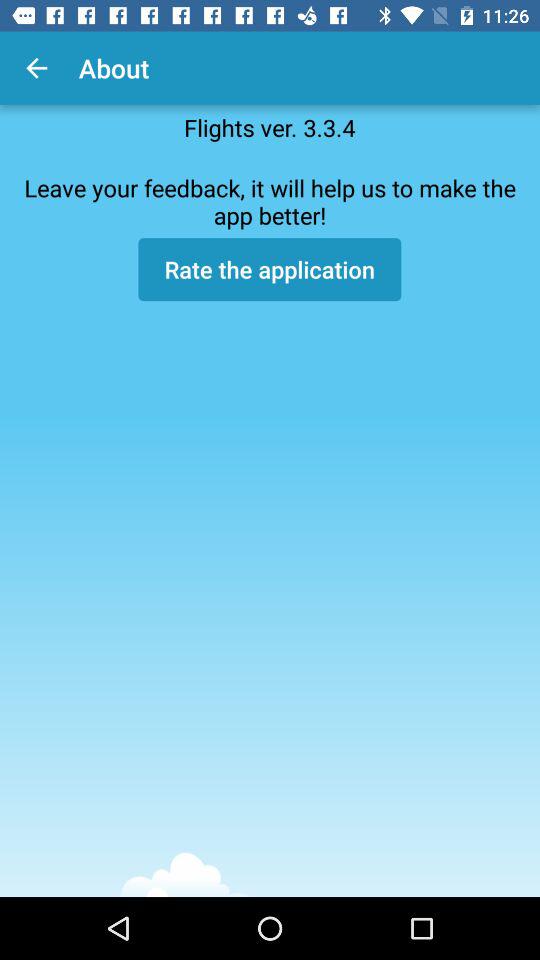 11:26
About
Flights ver. 3.3.4
Leave your feedback, it will help us to make the
app better!
Rate the application